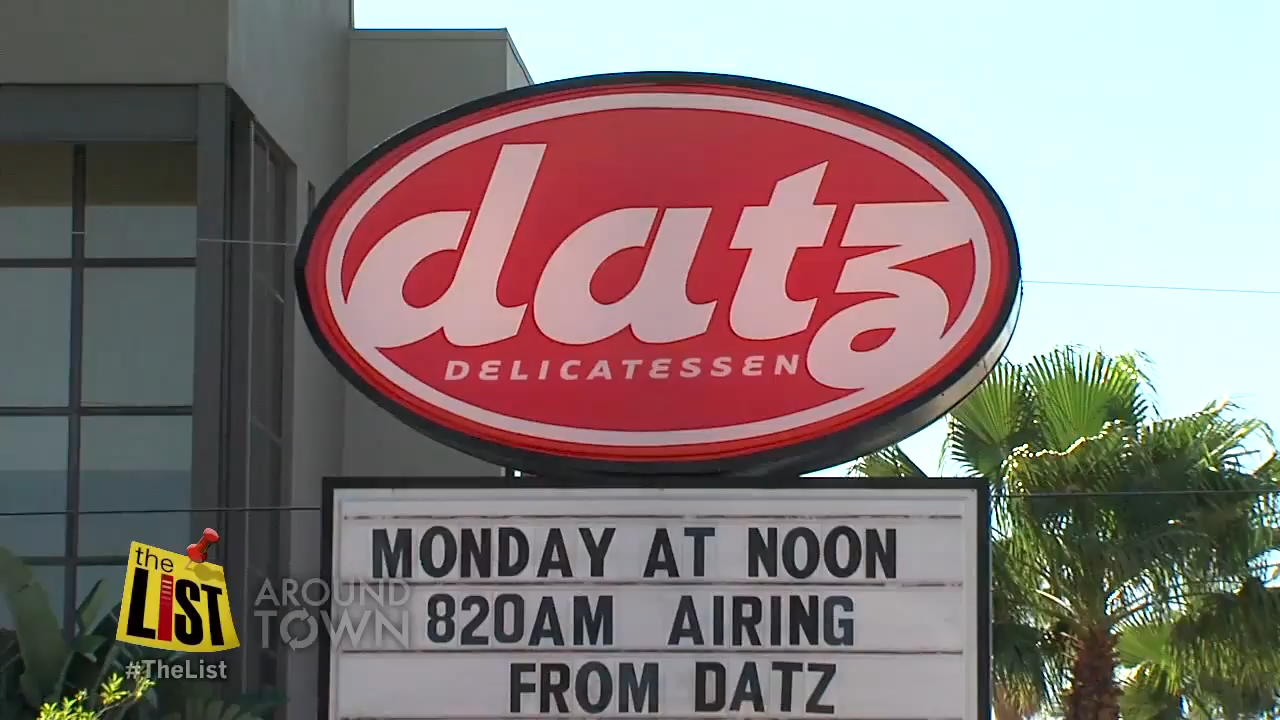 datz
DELICATESSEN
MONDAY AT NOON
820AM AIRING
FROM DATZ
the LIST
AROUND TOWN
#TheList